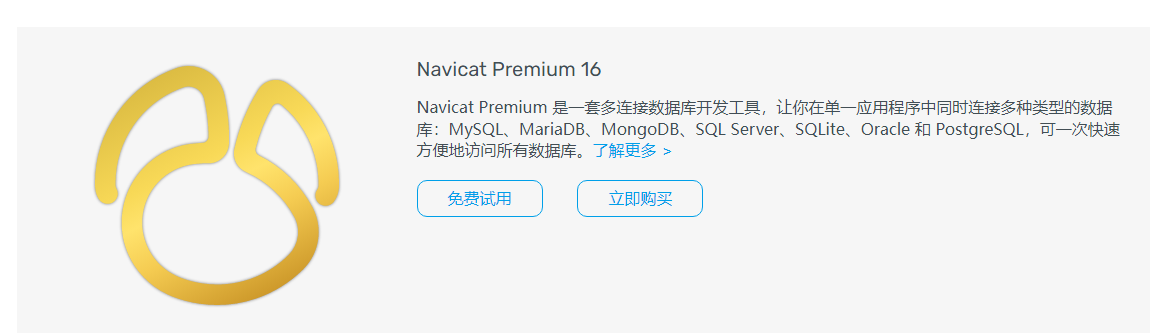 Navicat Premium 16
Navicat Premium 是一套多连接数据库开发工具，让你在单一应用程序中同时连接多种类型的数据
库：MySQL、MariaDB、MongoDB、SQL Server、SQLite、Oracle 和 PostgreSQL，可一次快速
方便地访问所有数据库。了解更多 >
免费试用 立即购买